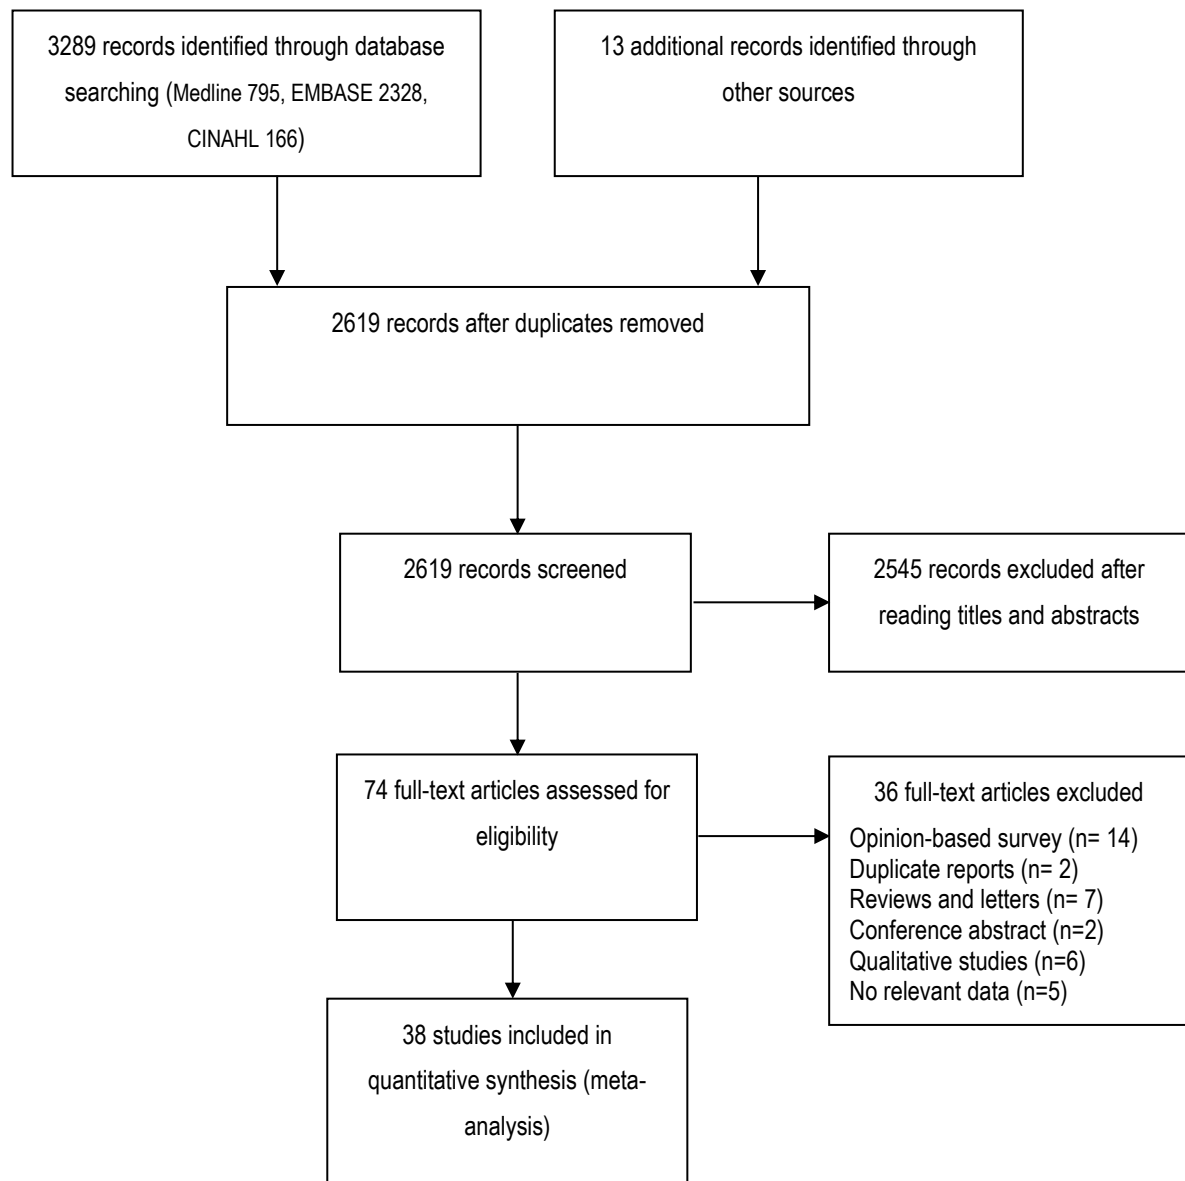 3289 records identified through database
searching (Medline 795, EMBASE 2328,
CINAHL 166)
13 additional records identified through
other sources
2619 records after duplicates removed
2619 records screened
2545 records excluded after
reading titles and abstracts
74 full-text articles assessed for
eligibility
36 full-text articles excluded
Opinion-based survey (n= 14)
Duplicate reports (n= 2)
Reviews and letters (n= 7)
Conference abstract (n=2)
Qualitative studies (n=6)
No relevant data (n=5)
38 studies included in
quantitative synthesis (meta-
analysis)